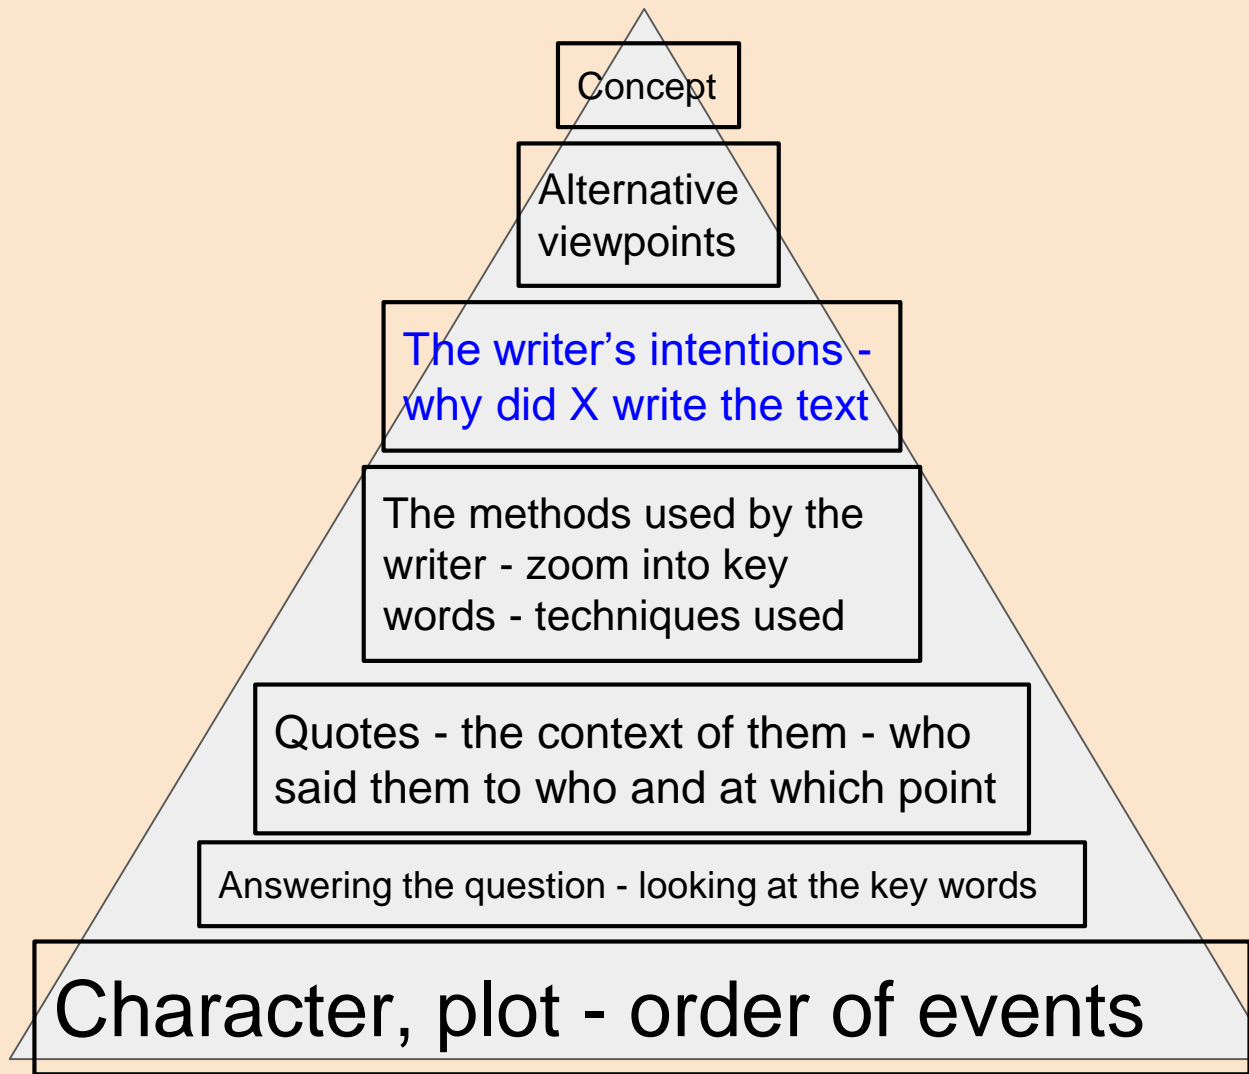 Concept
Alternative
viewpoints
The writer’s intentions -
why did X write the text
The methods used by the
writer - zoom into key
words - techniques used
Quotes - the context of them - who
said them to who and at which point
Answering the question - looking at the key words
Character, plot - order of events